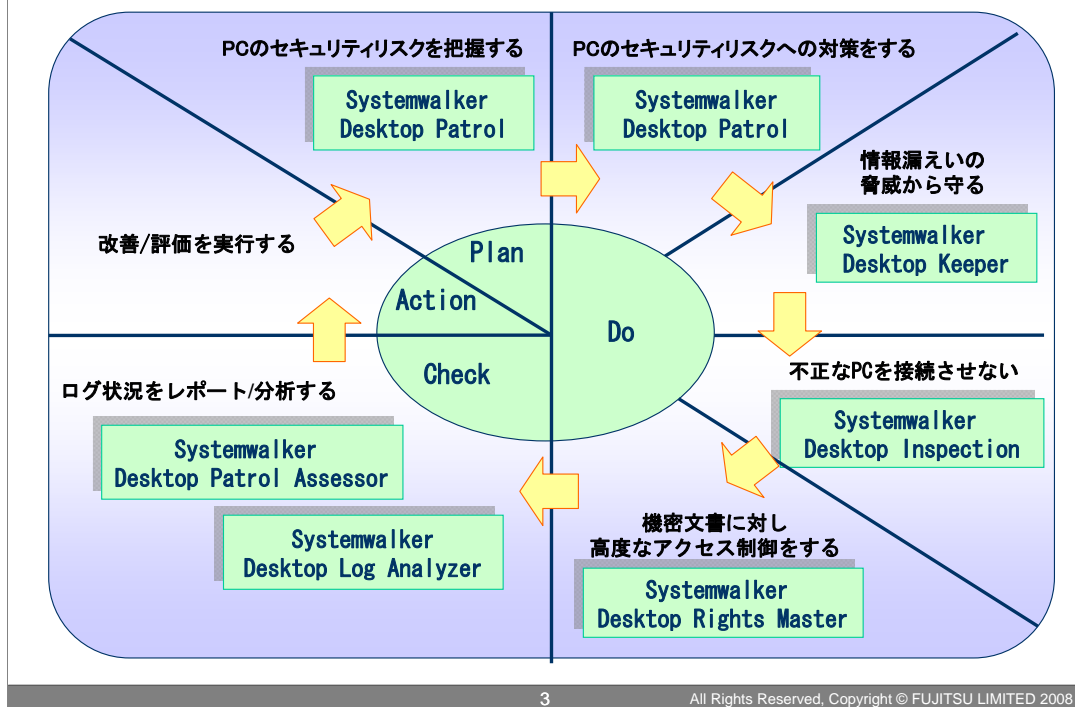 PCのセキュリティリスクを把握する
Systemwalker
Desktop Patrol
PCのセキュリティリスクへの対策をする
Systemwalker
Desktop Patrol
情報漏えいの
脅威から守る
Systemwalker
Desktop Keeper
不正なPCを接続させない
Systemwalker
Desktop Inspection
機密文書に対し
高度なアクセス制御をする
Systemwalker
Desktop Rights Master
ログ状況をレポート/分析する
Systemwalker
Desktop Patrol Assessor
Systemwalker
Desktop Log Analyzer
改善/評価を実行する
Plan
Action
Do
Check
3
All Rights Reserved, Copyright © FUJITSU LIMITED 2008